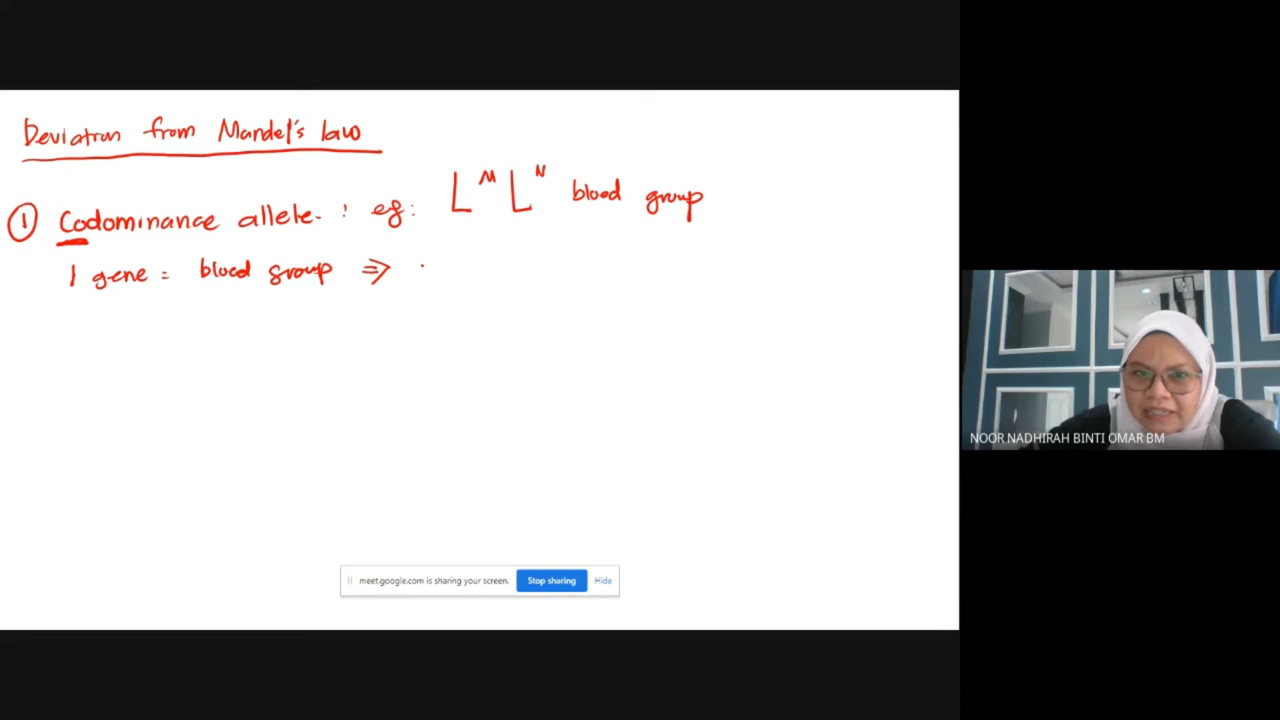 Deviation from Mandel's law
① Codominance allele. : eg: L^M L^N blood group
1 gene = blood group ⇒
meet.google.com is sharing your screen. Stop sharing Hide
NOOR NADHIRAH BINTI OMAR BM